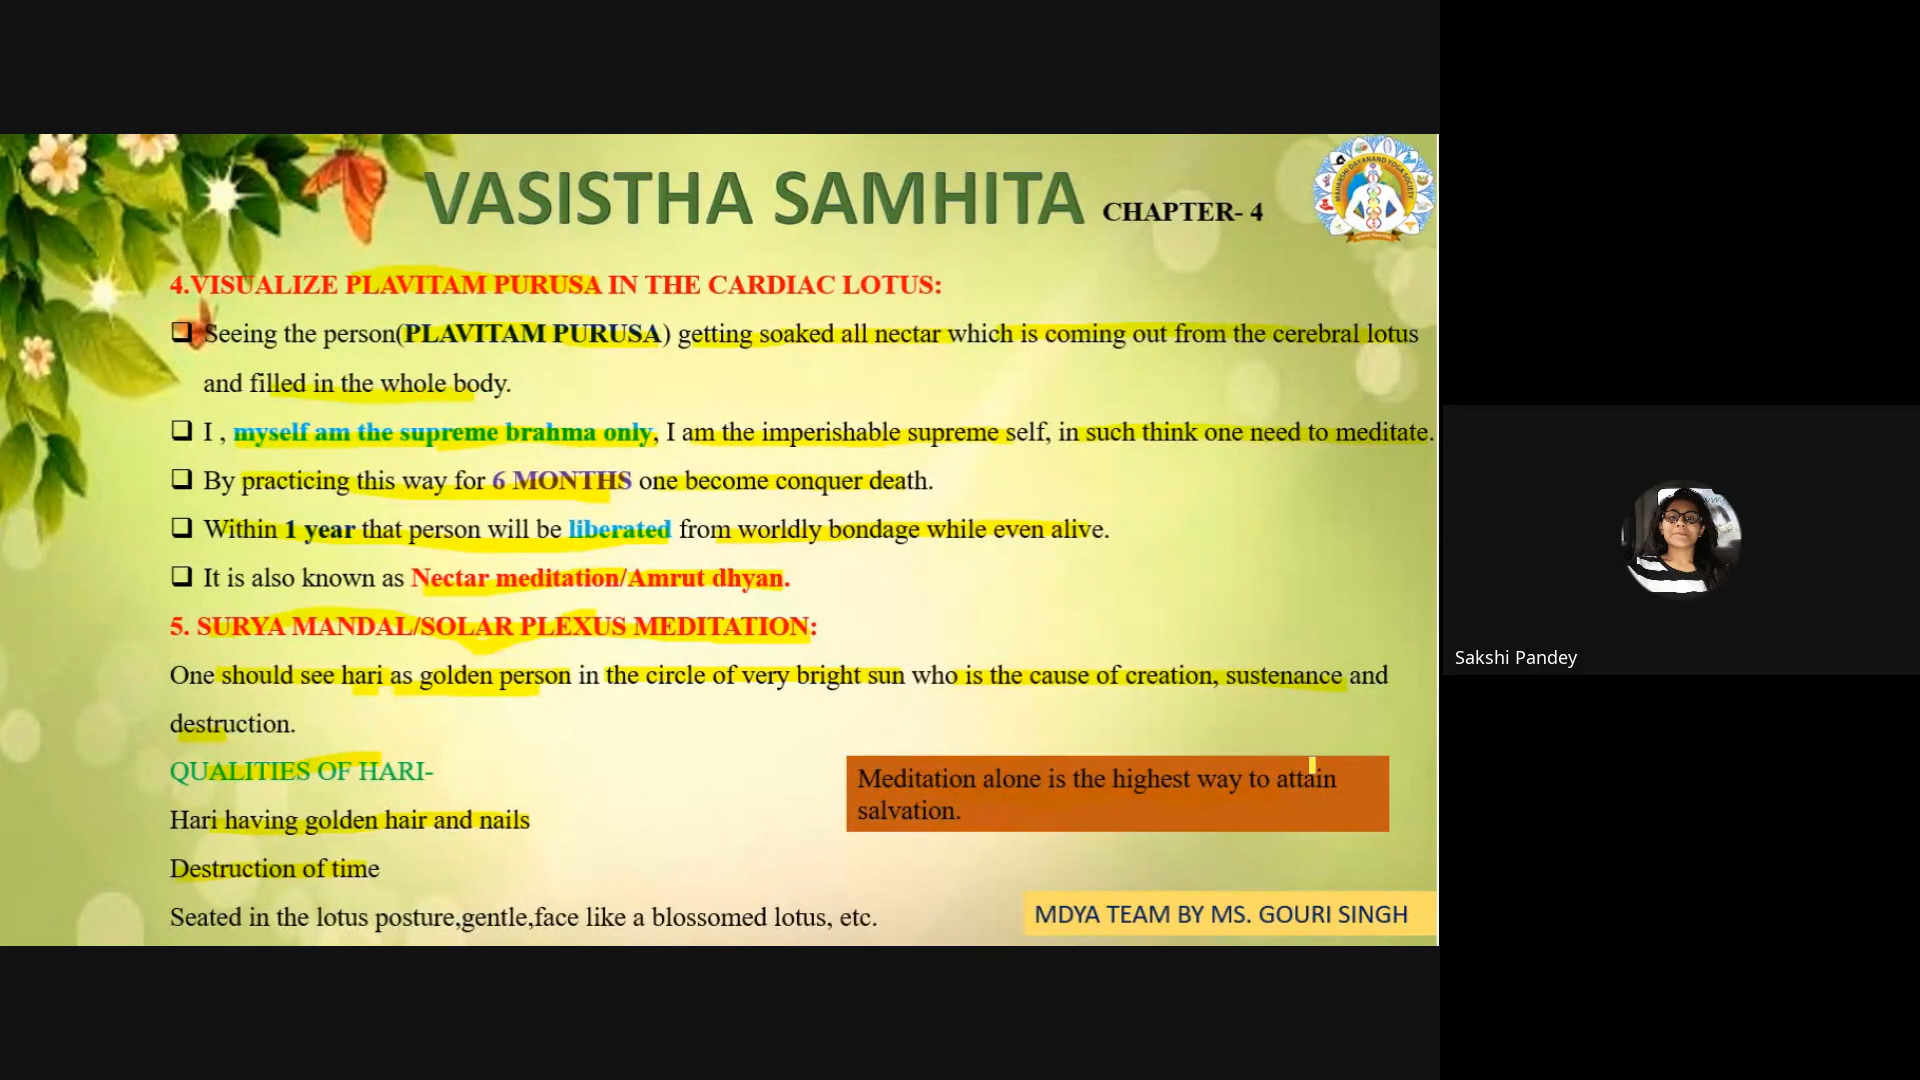 VASISTHA SAMHITA CHAPTER- 4
MAHARSHI DAYANAND YOGA SOCIETY
4.VISUALIZE PLAVITAM PURUSA IN THE CARDIAC LOTUS:
❑ Seeing the person(PLAVITAM PURUSA) getting soaked all nectar which is coming out from the cerebral lotus
and filled in the whole body.
❑ I , myself am the supreme brahma only, I am the imperishable supreme self, in such think one need to meditate.
❑ By practicing this way for 6 MONTHS one become conquer death.
❑ Within 1 year that person will be liberated from worldly bondage while even alive.
❑ It is also known as Nectar meditation/Amrut dhyan.
5. SURYA MANDAL/SOLAR PLEXUS MEDITATION:
One should see hari as golden person in the circle of very bright sun who is the cause of creation, sustenance and
destruction.
QUALITIES OF HARI-
Hari having golden hair and nails
Destruction of time
Seated in the lotus posture,gentle,face like a blossomed lotus, etc.
Meditation alone is the highest way to attain
salvation.
MDYA TEAM BY MS. GOURI SINGH
Sakshi Pandey